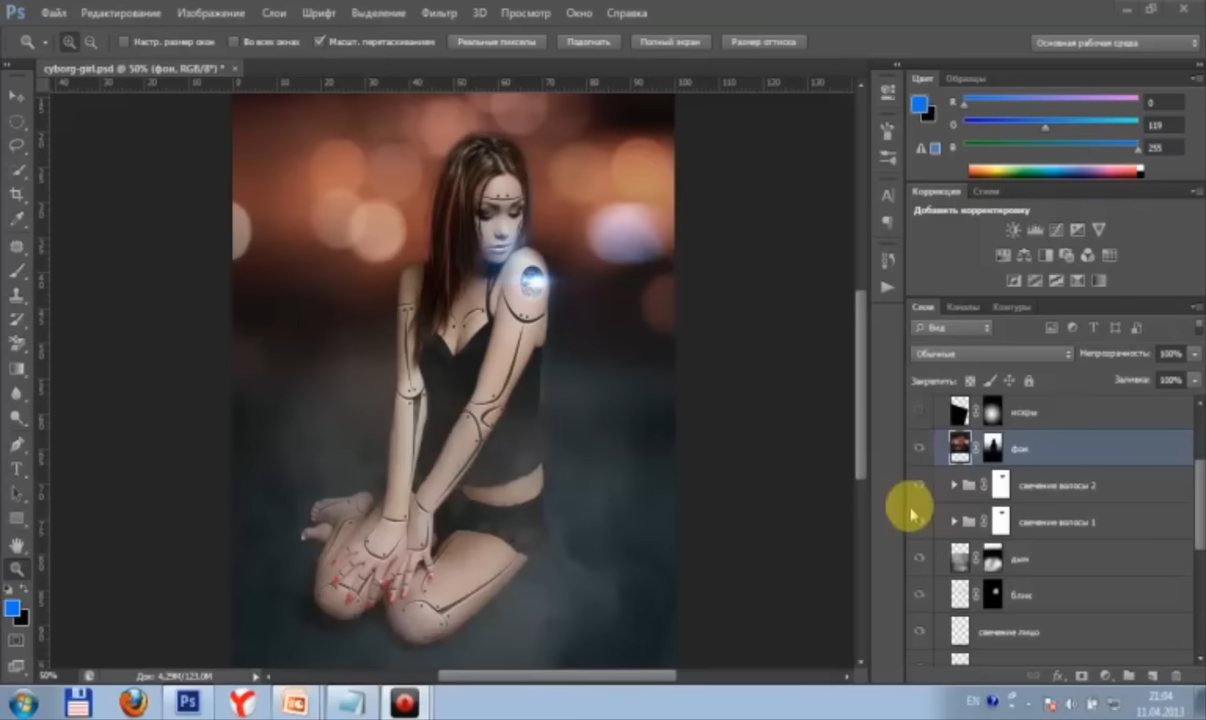 Ps Файл Редактирование Изображение Слои Шрифт Выделение Фильтр 3D Просмотр Окно Справка
Настр. размер окон Во всех окнах Масшт. перетаскиванием Реальные пикселы Подогнать Полный экран Размер оттиска Основная рабочая среда
cyborg-girl.psd @ 50% (фон, RGB/8*) * ×
Цвет Образцы
R 0
G 119
B 255
Коррекция Стили
Добавить корректировку
Слои Каналы Контуры
Вид
Обычные Непрозрачность: 100%
Закрепить: Заливка: 100%
искры
фон
свечение волосы 2
свечение волосы 1
дым
блик
свечение лицо
50% Док: 4,29M/123,0M
EN 21:04
11.04.2013